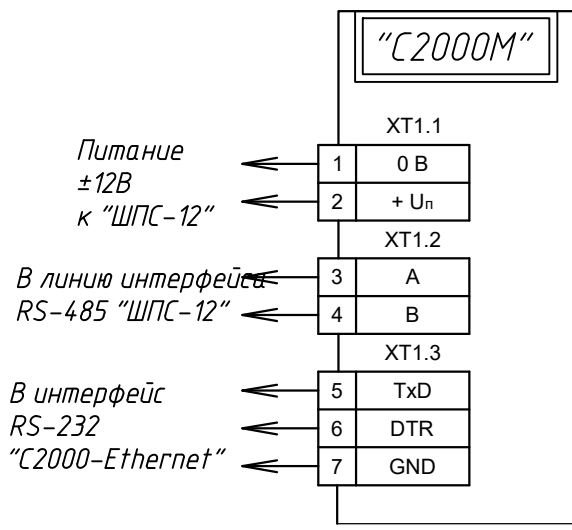 "С2000М"
XT1.1
Питание
±12В
к "ШПС-12"
1 0 В
2 + Uп
XT1.2
В линию интерфейса
RS-485 "ШПС-12"
3 A
4 B
XT1.3
В интерфейс
RS-232
"С2000-Ethernet"
5 TxD
6 DTR
7 GND